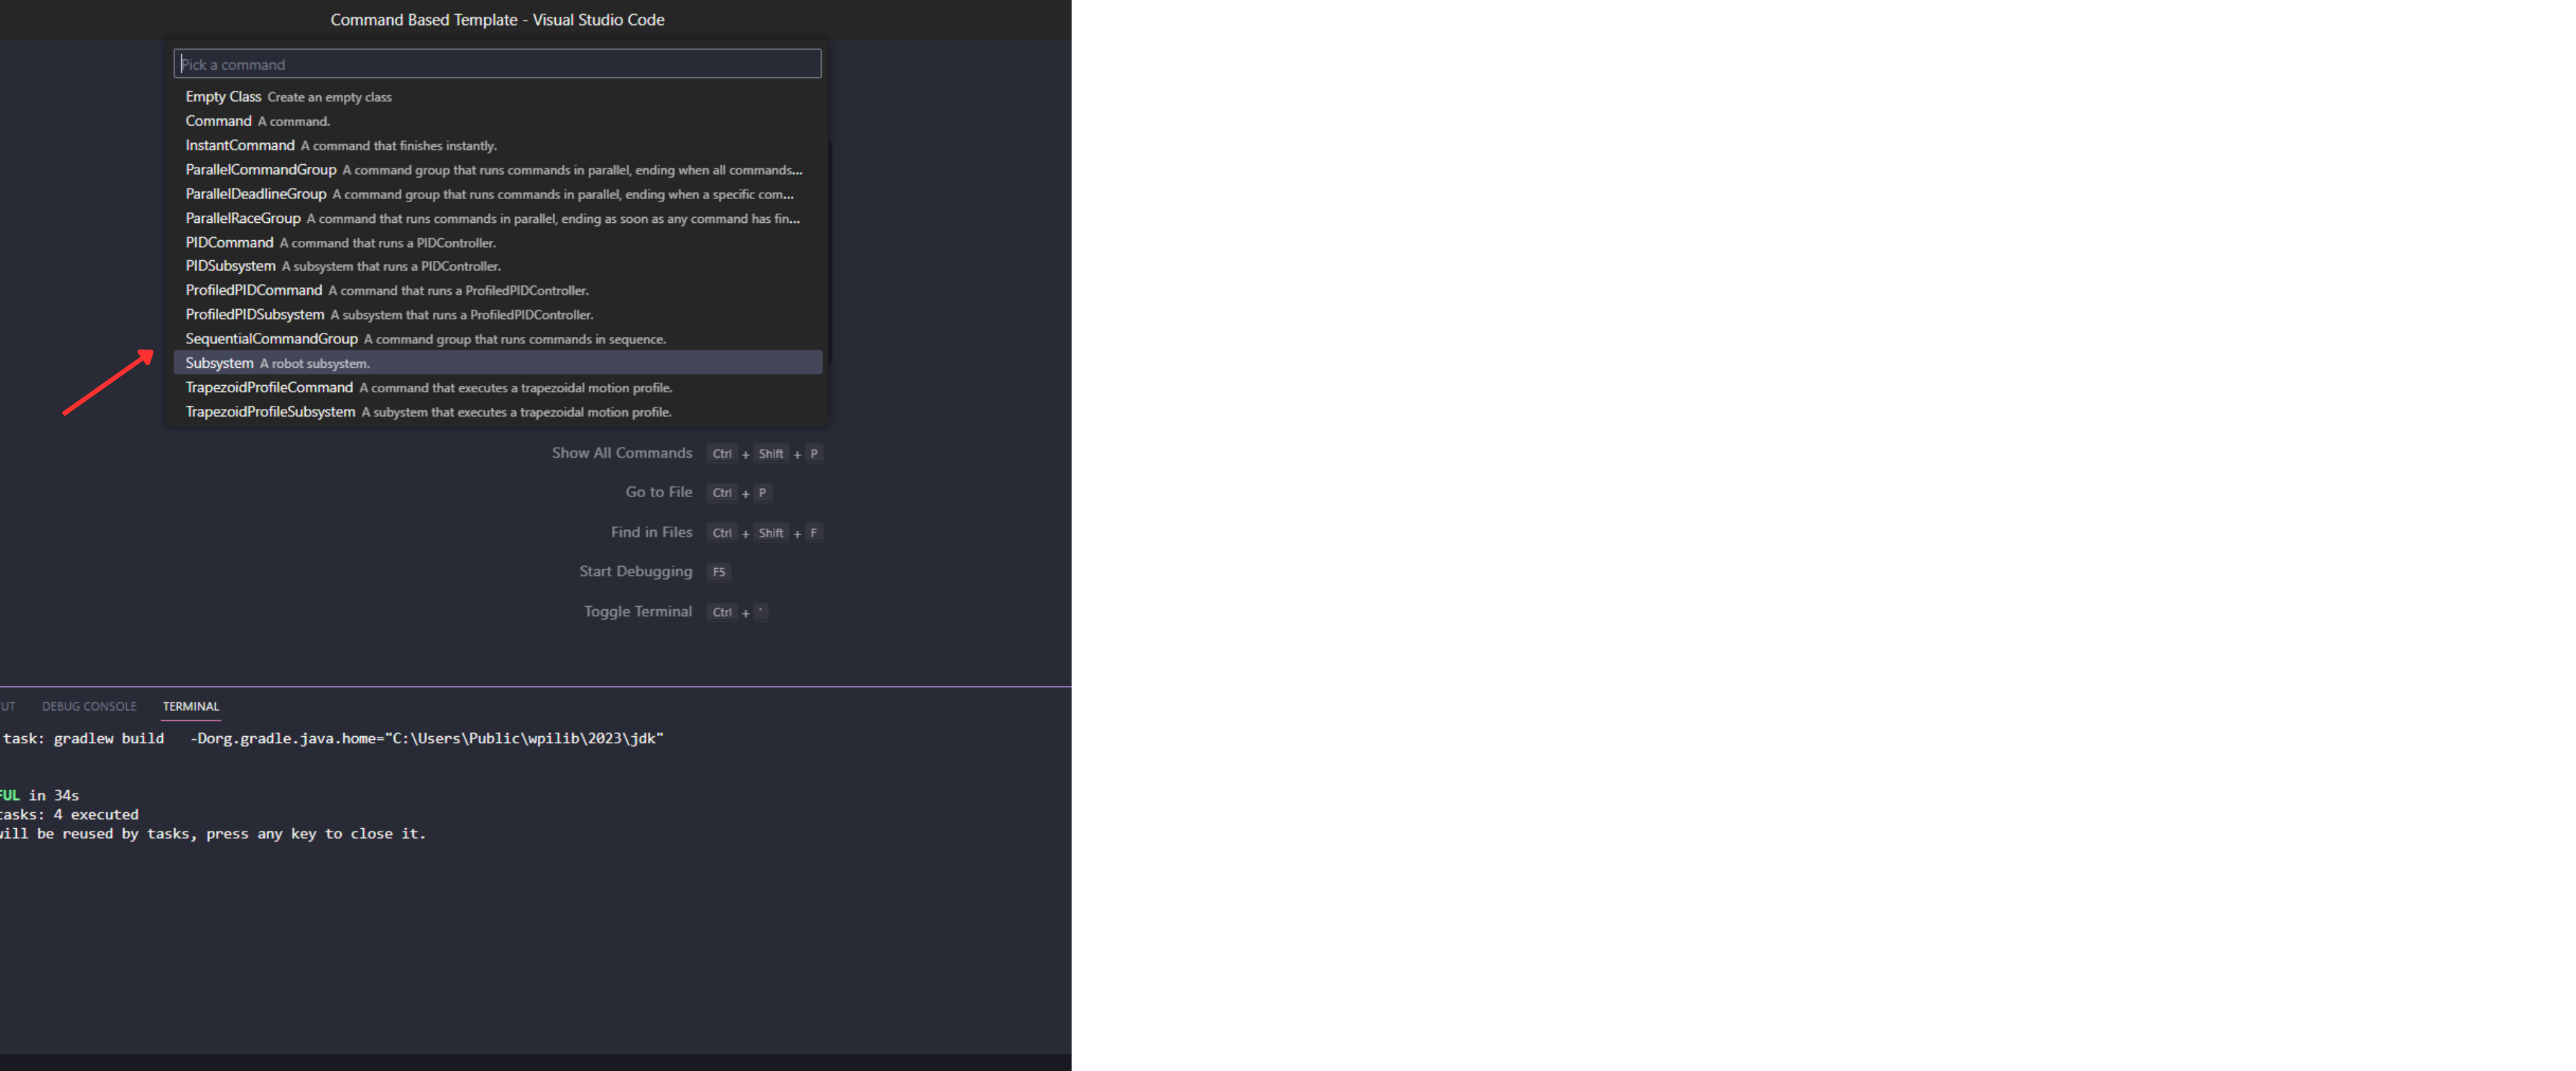 Command Based Template - Visual Studio Code
Pick a command
Empty Class Create an empty class
Command A command.
InstantCommand A command that finishes instantly.
ParallelCommandGroup A command group that runs commands in parallel, ending when all commands...
ParallelDeadlineGroup A command group that runs commands in parallel, ending when a specific com...
ParallelRaceGroup A command that runs commands in parallel, ending as soon as any command has fin...
PIDCommand A command that runs a PIDController.
PIDSubsystem A subsystem that runs a PIDController.
ProfiledPIDCommand A command that runs a ProfiledPIDController.
ProfiledPIDSubsystem A subsystem that runs a ProfiledPIDController.
SequentialCommandGroup A command group that runs commands in sequence.
Subsystem A robot subsystem.
TrapezoidProfileCommand A command that executes a trapezoidal motion profile.
TrapezoidProfileSubsystem A subystem that executes a trapezoidal motion profile.
Show All Commands Ctrl + Shift + P
Go to File Ctrl + P
Find in Files Ctrl + Shift + F
Start Debugging F5
Toggle Terminal Ctrl + `
UT DEBUG CONSOLE TERMINAL
task: gradlew build -Dorg.gradle.java.home="C:\Users\Public\wpilib\2023\jdk"
FUL in 34s
tasks: 4 executed
will be reused by tasks, press any key to close it.